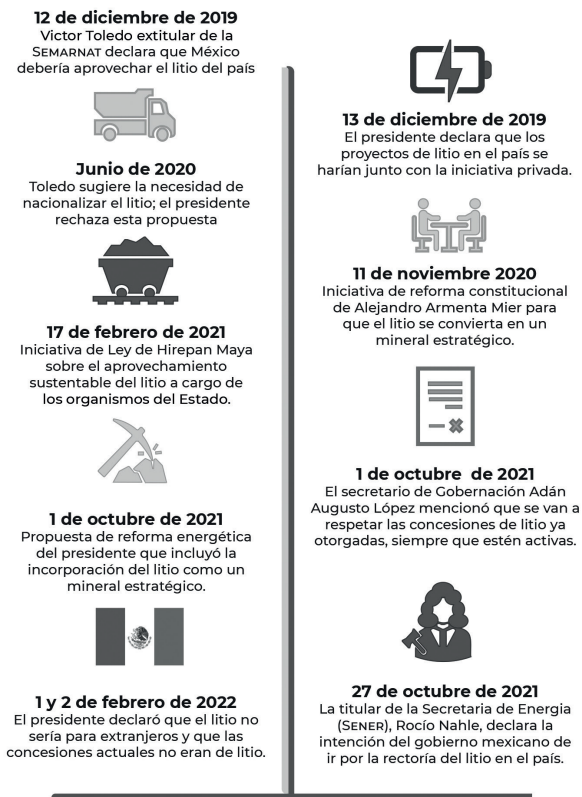 12 de diciembre de 2019
Victor Toledo extitular de la
SEMARNAT declara que México
debería aprovechar el litio del país
13 de diciembre de 2019
El presidente declara que los
proyectos de litio en el país se
harían junto con la iniciativa privada.
Junio de 2020
Toledo sugiere la necesidad de
nacionalizar el litio; el presidente
rechaza esta propuesta
11 de noviembre 2020
Iniciativa de reforma constitucional
de Alejandro Armenta Mier para
que el litio se convierta en un
mineral estratégico.
17 de febrero de 2021
Iniciativa de Ley de Hirepan Maya
sobre el aprovechamiento
sustentable del litio a cargo de
los organismos del Estado.
1 de octubre de 2021
El secretario de Gobernación Adán
Augusto López mencionó que se van a
respetar las concesiones de litio ya
otorgadas, siempre que estén activas.
1 de octubre de 2021
Propuesta de reforma energética
del presidente que incluyó la
incorporación del litio como un
mineral estratégico.
27 de octubre de 2021
La titular de la Secretaria de Energia
(SENER), Rocío Nahle, declara la
intención del gobierno mexicano de
ir por la rectoría del litio en el país.
1 y 2 de febrero de 2022
El presidente declaró que el litio no
sería para extranjeros y que las
concesiones actuales no eran de litio.